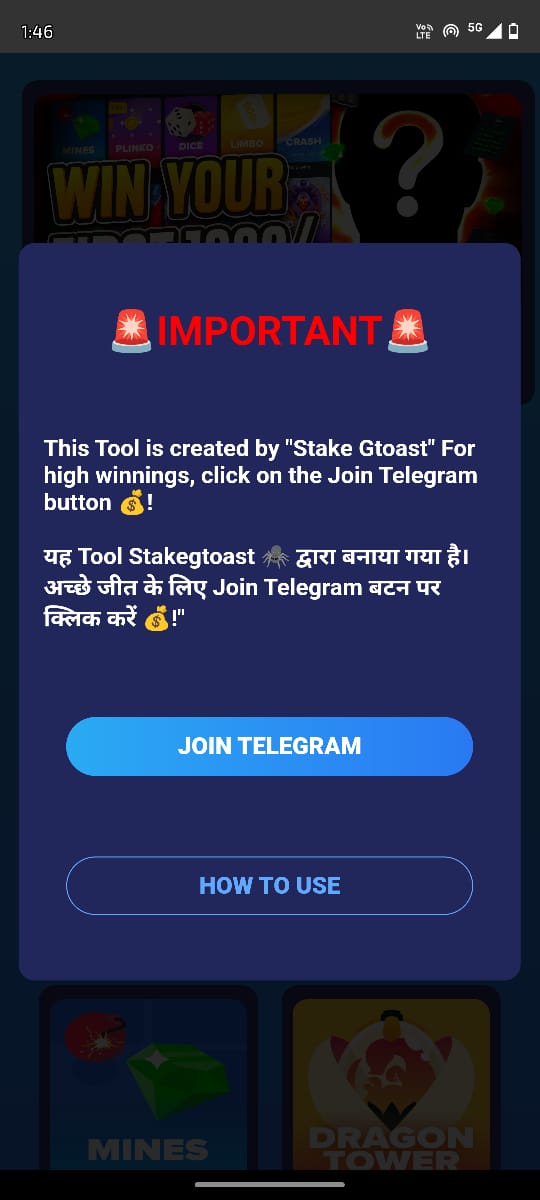 1:46
Vo
LTE
5G
MINES
PLINKO
DICE
LIMBO
CRASH
WIN YOUR
FIRST 1000/
?
🚨IMPORTANT🚨
This Tool is created by "Stake Gtoast" For
high winnings, click on the Join Telegram
button 💰!
यह Tool Stakegtoast 🕷 द्वारा बनाया गया है।
अच्छे जीत के लिए Join Telegram बटन पर
क्लिक करें 💰!"
JOIN TELEGRAM
HOW TO USE
MINES
DRAGON
TOWER